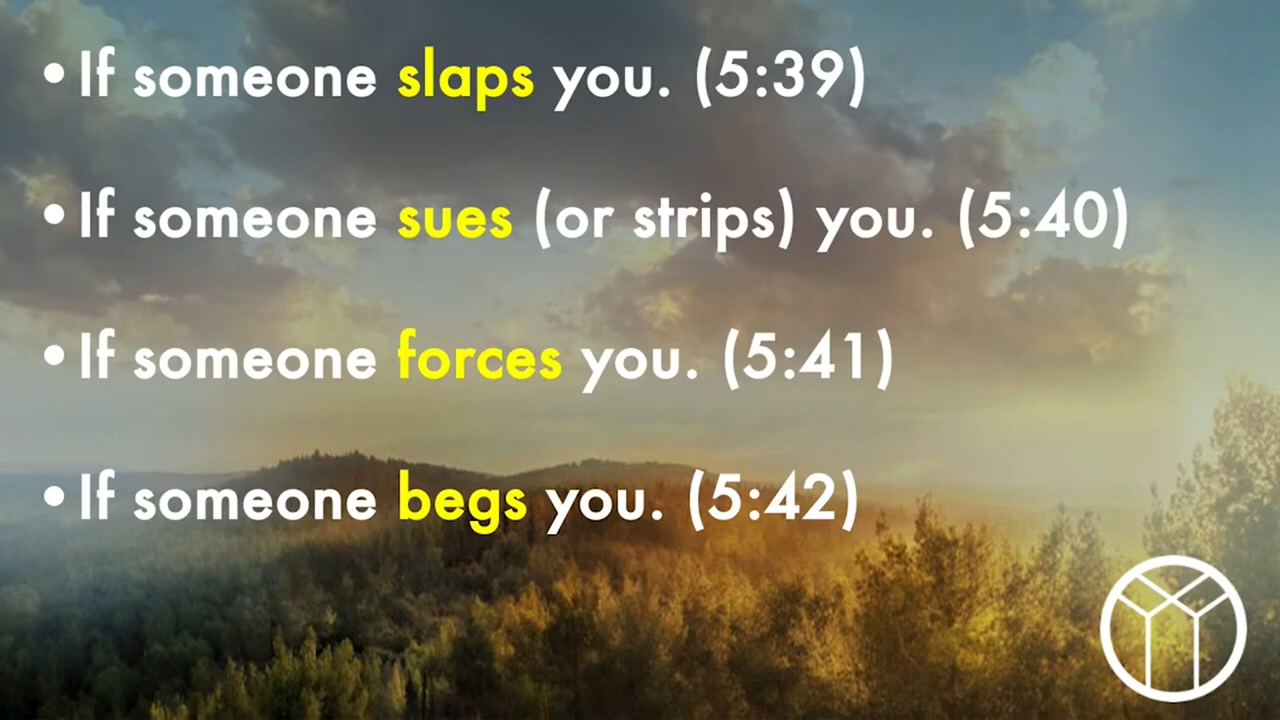 • If someone slaps you. (5:39)
• If someone sues (or strips) you. (5:40)
• If someone forces you. (5:41)
• If someone begs you. (5:42)